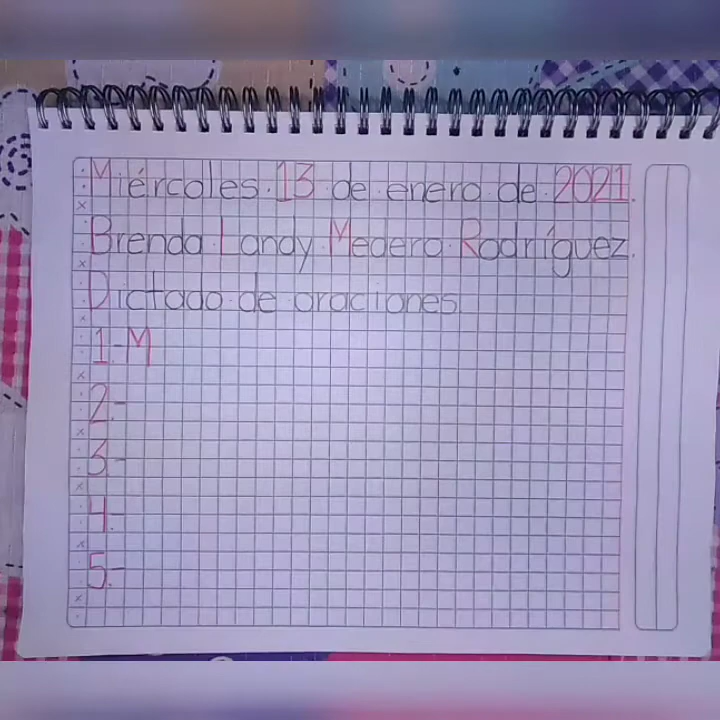 Miércoles 13 de enero de 2021.
Brenda Landy Medero Rodríguez.
Dictado de oraciones
1.-M
2.-
3.-
4.-
5.-